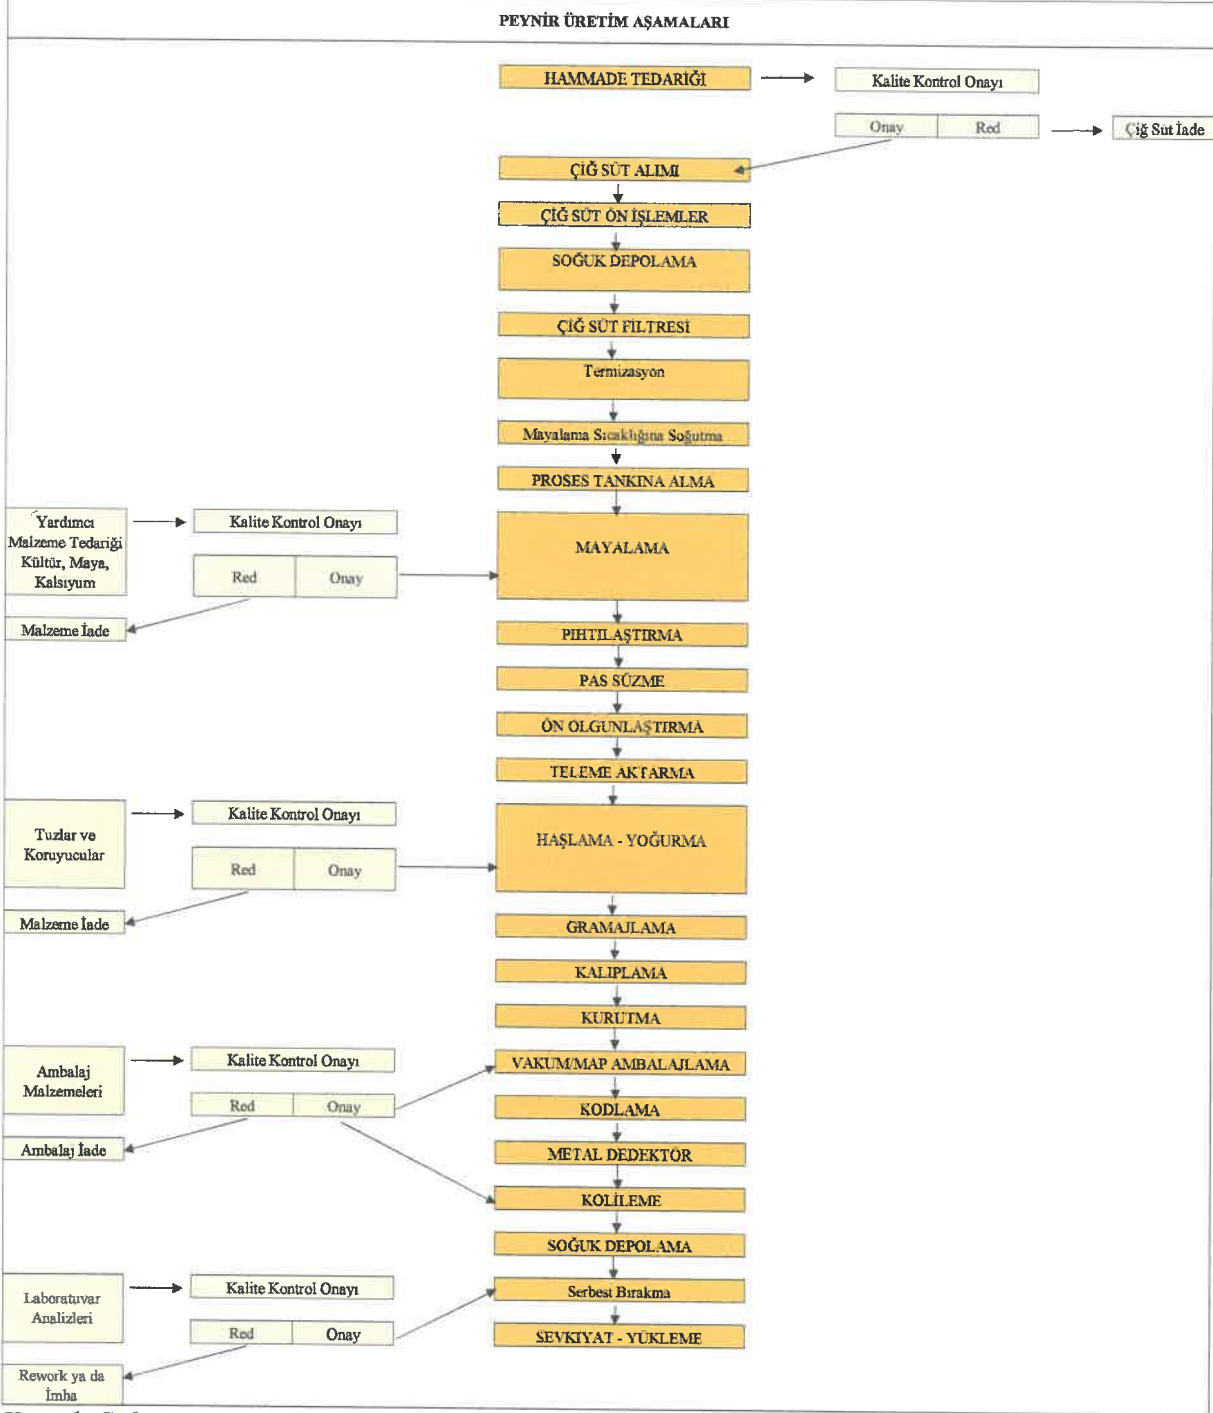 PEYNİR ÜRETİM AŞAMALARI
HAMMADE TEDARİĞİ
Kalite Kontrol Onayı
Onay
Red
Çiğ Süt İade
ÇİĞ SÜT ALIMI
ÇİĞ SÜT ÖN İŞLEMLER
SOĞUK DEPOLAMA
ÇİĞ SÜT FİLTRESİ
Termizasyon
Mayalama Sıcaklığına Soğutma
PROSES TANKINA ALMA
Yardımcı
Malzeme Tedariği
Kültür, Maya,
Kalsiyum
Kalite Kontrol Onayı
Red
Onay
MAYALAMA
Malzeme İade
PIHTILAŞTIRMA
PAS SÜZME
ÖN OLGUNLAŞTIRMA
TELEME AKTARMA
Tuzlar ve
Koruyucular
Kalite Kontrol Onayı
Red
Onay
HAŞLAMA - YOĞURMA
Malzeme İade
GRAMAJLAMA
KALIPLAMA
KURUTMA
Ambalaj
Malzemeleri
Kalite Kontrol Onayı
Red
Onay
VAKUM/MAP AMBALAJLAMA
KODLAMA
Ambalaj İade
METAL DEDEKTÖR
KOLİLEME
SOĞUK DEPOLAMA
Laboratuvar
Analizleri
Kalite Kontrol Onayı
Red
Onay
Serbest Bırakma
SEVKİYAT - YÜKLEME
Rework ya da
İmha